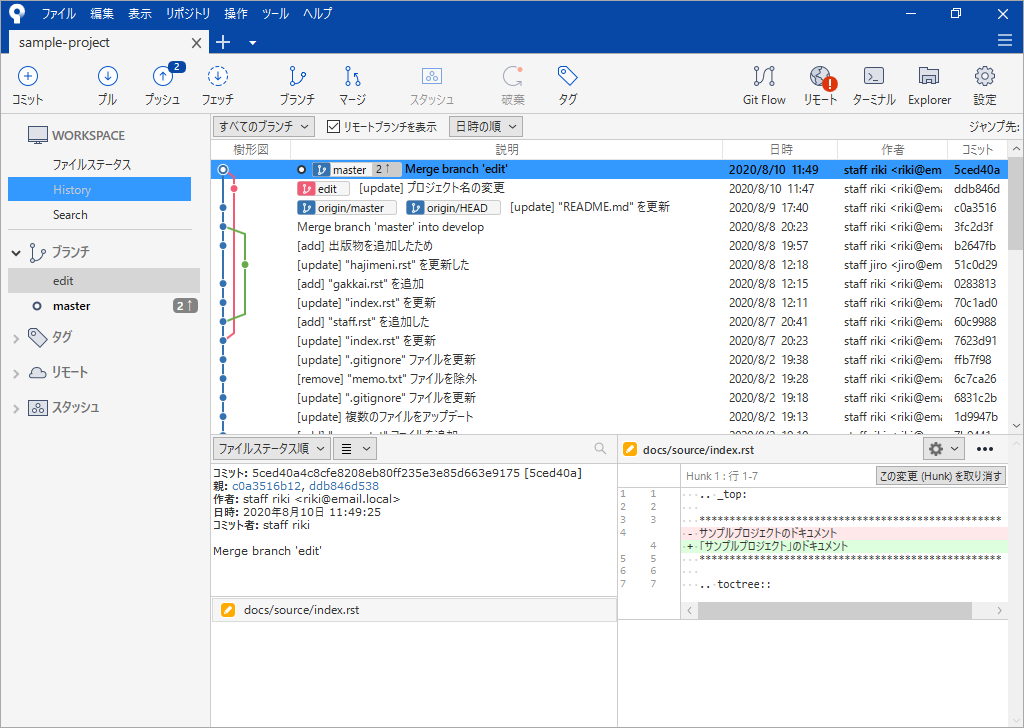 ファイル 編集 表示 リポジトリ 操作 ツール ヘルプ
sample-project
コミット プル 2 プッシュ フェッチ ブランチ マージ スタッシュ 破棄 タグ Git Flow リモート ターミナル Explorer 設定
WORKSPACE
ファイルステータス
History
Search
ブランチ
edit
master 2↑
タグ
リモート
スタッシュ
すべてのブランチ リモートブランチを表示 日時の順 ジャンプ先:
樹形図 説明 日時 作者 コミット
master 2↑ Merge branch 'edit' 2020/8/10 11:49 staff riki <riki@em 5ced40a
edit [update] プロジェクト名の変更 2020/8/10 11:47 staff riki <riki@ema ddb846d
origin/master origin/HEAD [update] "README.md" を更新 2020/8/9 17:40 staff riki <riki@ema c0a3516
Merge branch 'master' into develop 2020/8/8 20:23 staff riki <riki@ema 3fc2d3f
[add] 出版物を追加したため 2020/8/8 19:57 staff riki <riki@ema b2647fb
[update] "hajimeni.rst" を更新した 2020/8/8 12:18 staff jiro <jiro@ema 51c0d29
[add] "gakkai.rst" を追加 2020/8/8 12:15 staff riki <riki@ema 0283813
[update] "index.rst" を更新 2020/8/8 12:11 staff riki <riki@ema 70c1ad0
[add] "staff.rst" を追加した 2020/8/7 20:41 staff riki <riki@ema 60c9988
[update] "index.rst" を更新 2020/8/7 20:23 staff riki <riki@ema 7623d91
[update] ".gitignore" ファイルを更新 2020/8/2 19:38 staff riki <riki@ema ffb7f98
[remove] "memo.txt" ファイルを除外 2020/8/2 19:28 staff riki <riki@ema 6c7ca26
[update] ".gitignore" ファイルを更新 2020/8/2 19:18 staff riki <riki@ema 6831c2b
[update] 複数のファイルをアップデート 2020/8/2 19:13 staff riki <riki@ema 1d9947b
ファイルステータス順
コミット: 5ced40a4c8cfe8208eb80ff235e3e85d663e9175 [5ced40a]
親: c0a3516b12, ddb846d538
作者: staff riki <riki@email.local>
日時: 2020年8月10日 11:49:25
コミット者: staff riki
Merge branch 'edit'
docs/source/index.rst
docs/source/index.rst
Hunk 1 : 行 1-7 この変更 (Hunk) を取り消す
1 1 .. _top:
2 2
3 3 **************************************************
4 - サンプルプロジェクトのドキュメント
4 + 「サンプルプロジェクト」のドキュメント
5 5 **************************************************
6 6
7 7 .. toctree::